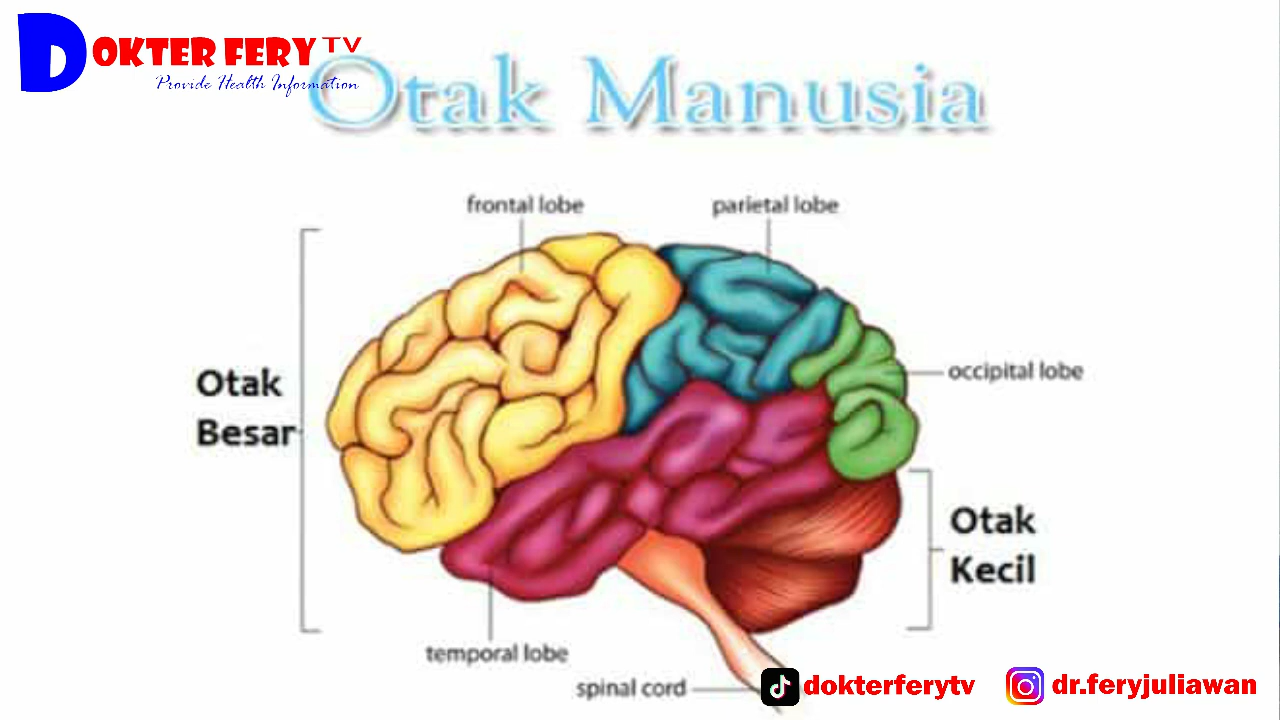 DOKTER FERY TV
Provide Health Information
Otak Manusia
frontal lobe
parietal lobe
Otak
Besar
occipital lobe
Otak
Kecil
temporal lobe
spinal cord
dokterferytv
dr.feryjuliawan